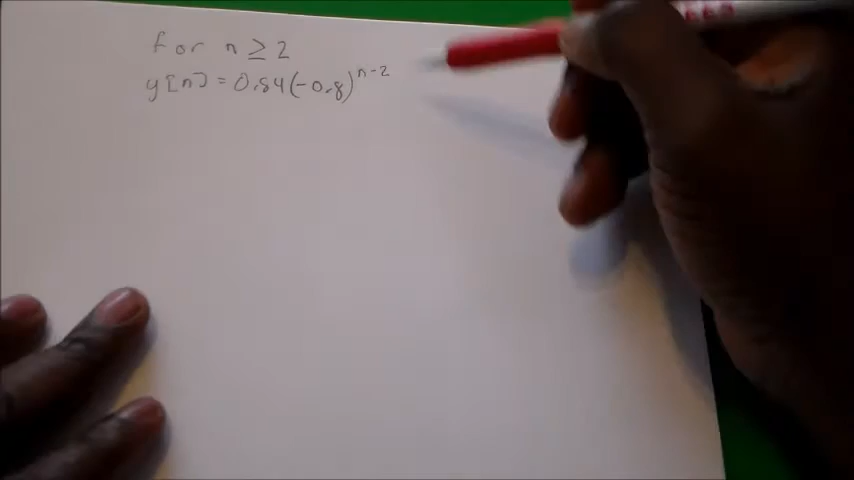 for n ≥ 2
y[n] = 0.84(-0.8)^{n-2}